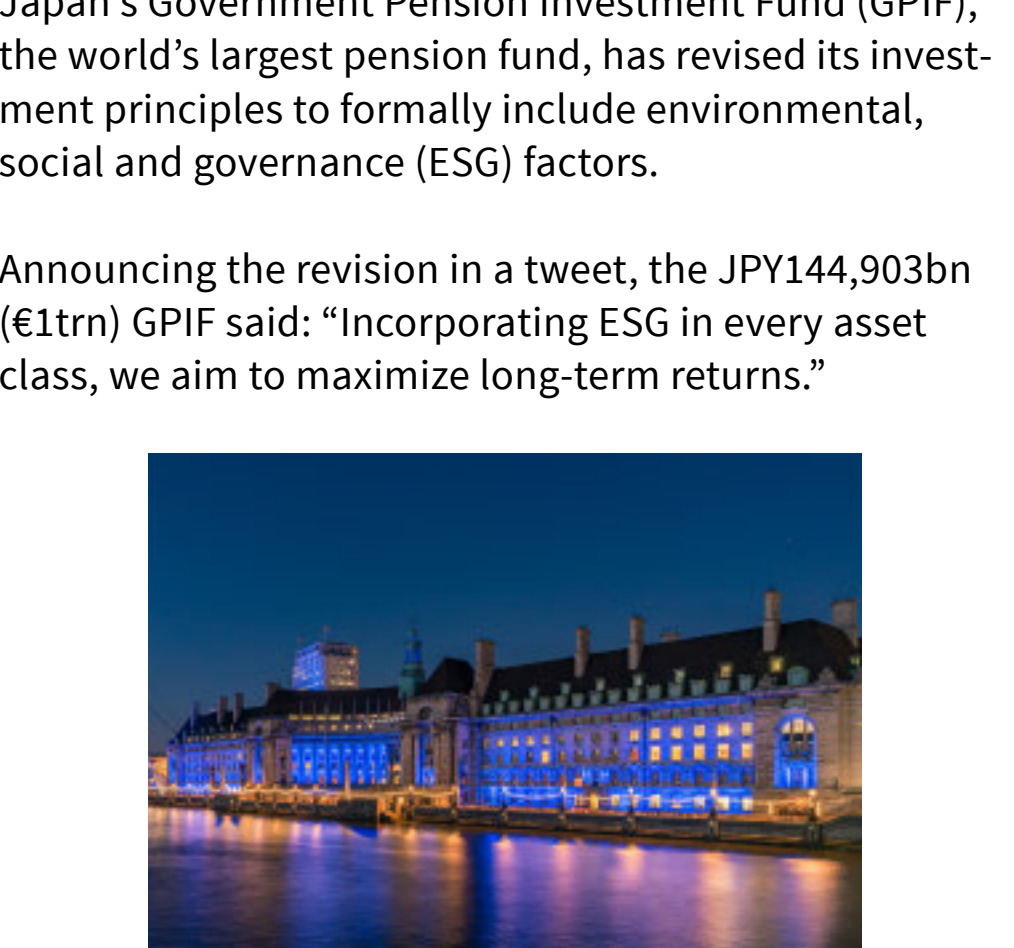 Japan’s Government Pension Investment Fund (GPIF),
the world’s largest pension fund, has revised its invest-
ment principles to formally include environmental,
social and governance (ESG) factors.
Announcing the revision in a tweet, the JPY144,903bn
(€1trn) GPIF said: “Incorporating ESG in every asset
class, we aim to maximize long-term returns.”